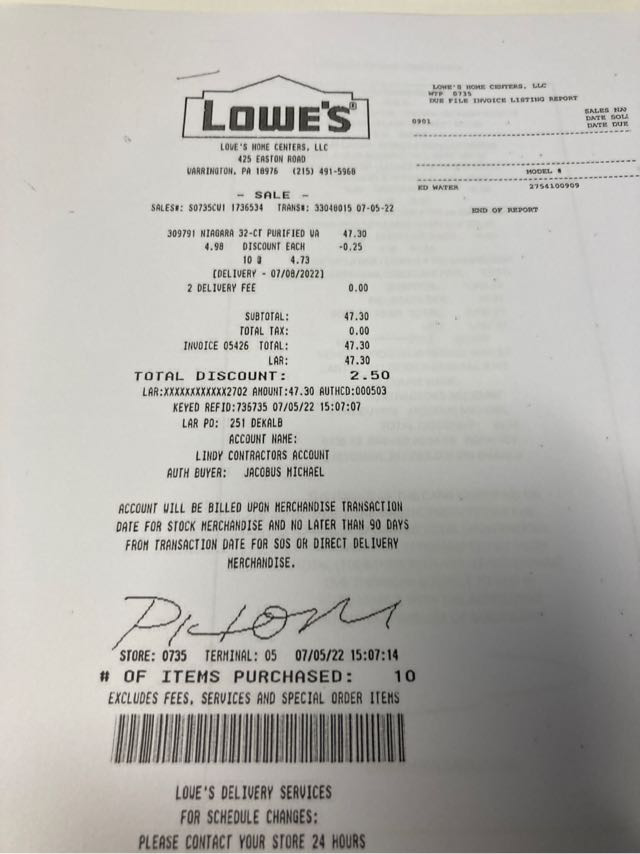 LOWE'S
LOWE'S HOME CENTERS, LLC
425 EASTON ROAD
WARRINGTON, PA 18976 (215) 491-5968
- SALE -
SALES#: S0735CU1 1736534 TRANS#: 33048015 07-05-22
309791 NIAGARA 32-CT PURIFIED WA 47.30
4.98 DISCOUNT EACH -0.25
10 @ 4.73
[DELIVERY - 07/08/2022]
2 DELIVERY FEE 0.00
SUBTOTAL: 47.30
TOTAL TAX: 0.00
INVOICE 05426 TOTAL: 47.30
LAR: 47.30
TOTAL DISCOUNT: 2.50
LAR:XXXXXXXXXXXX2702 AMOUNT:47.30 AUTHCD:000503
KEYED REFID:735735 07/05/22 15:07:07
LAR PO: 251 DEKALB
ACCOUNT NAME:
LINDY CONTRACTORS ACCOUNT
AUTH BUYER: JACOBUS MICHAEL
ACCOUNT WILL BE BILLED UPON MERCHANDISE TRANSACTION
DATE FOR STOCK MERCHANDISE AND NO LATER THAN 90 DAYS
FROM TRANSACTION DATE FOR SOS OR DIRECT DELIVERY
MERCHANDISE.
STORE: 0735 TERMINAL: 05 07/05/22 15:07:14
# OF ITEMS PURCHASED: 10
EXCLUDES FEES, SERVICES AND SPECIAL ORDER ITEMS
LOWE'S DELIVERY SERVICES
FOR SCHEDULE CHANGES:
PLEASE CONTACT YOUR STORE 24 HOURS
LOWE'S HOME CENTERS, LLC
WTP 0735
DUE FILE INVOICE LISTING REPORT
0901
SALES
DATE
DATE DUE
MODEL #
ED WATER 2754100909
END OF REPORT